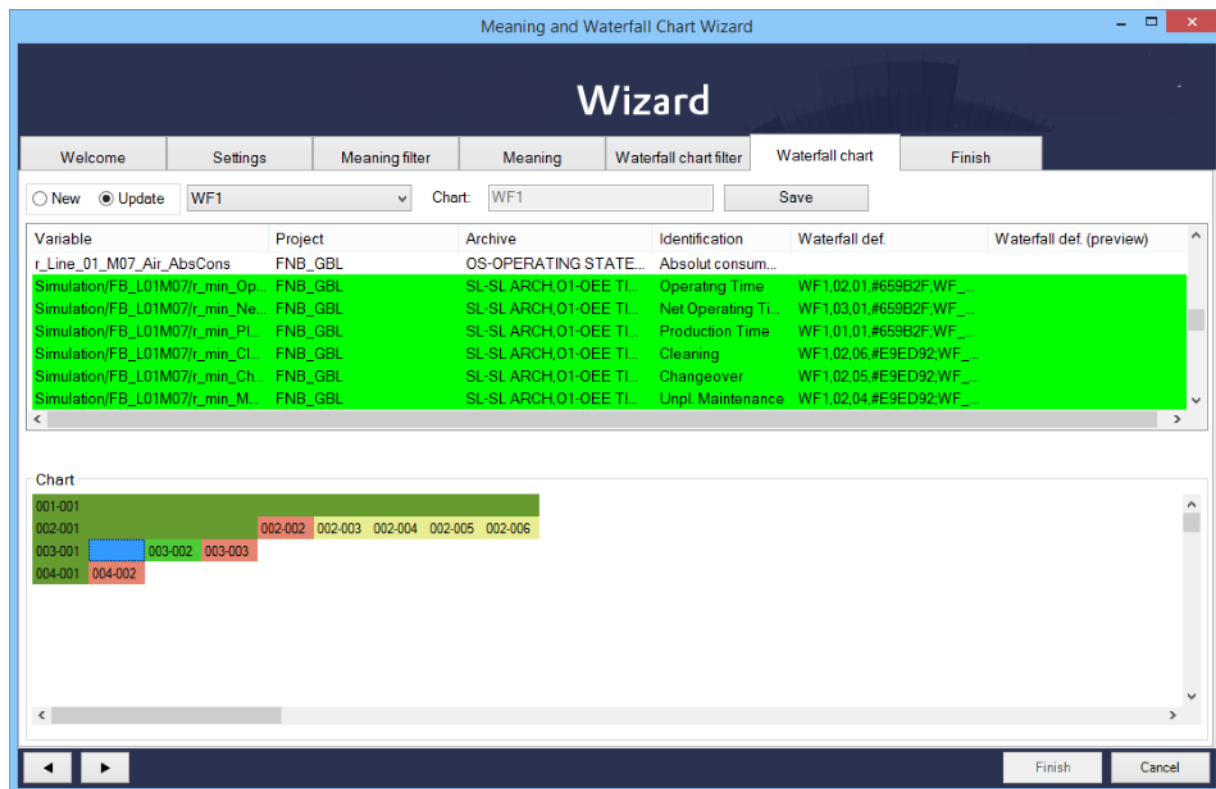 Meaning and Waterfall Chart Wizard
Wizard
Welcome Settings Meaning filter Meaning Waterfall chart filter Waterfall chart Finish
New Update WF1 Chart: WF1 Save
Variable Project Archive Identification Waterfall def. Waterfall def. (preview)
r_Line_01_M07_Air_AbsCons FNB_GBL OS-OPERATING STATE... Absolut consum...
Simulation/FB_L01M07/r_min_Op... FNB_GBL SL-SL ARCH,O1-OEE TI... Operating Time WF1,02,01,#659B2F;WF_...
Simulation/FB_L01M07/r_min_Ne... FNB_GBL SL-SL ARCH,O1-OEE TI... Net Operating Ti... WF1,03,01,#659B2F;WF_...
Simulation/FB_L01M07/r_min_Pl... FNB_GBL SL-SL ARCH,O1-OEE TI... Production Time WF1,01,01,#659B2F;WF_...
Simulation/FB_L01M07/r_min_Cl... FNB_GBL SL-SL ARCH,O1-OEE TI... Cleaning WF1,02,06,#E9ED92;WF_...
Simulation/FB_L01M07/r_min_Ch... FNB_GBL SL-SL ARCH,O1-OEE TI... Changeover WF1,02,05,#E9ED92;WF_...
Simulation/FB_L01M07/r_min_M... FNB_GBL SL-SL ARCH,O1-OEE TI... Unpl. Maintenance WF1,02,04,#E9ED92;WF_...
Chart
001-001
002-001 002-002 002-003 002-004 002-005 002-006
003-001 003-002 003-003
004-001 004-002
Finish Cancel